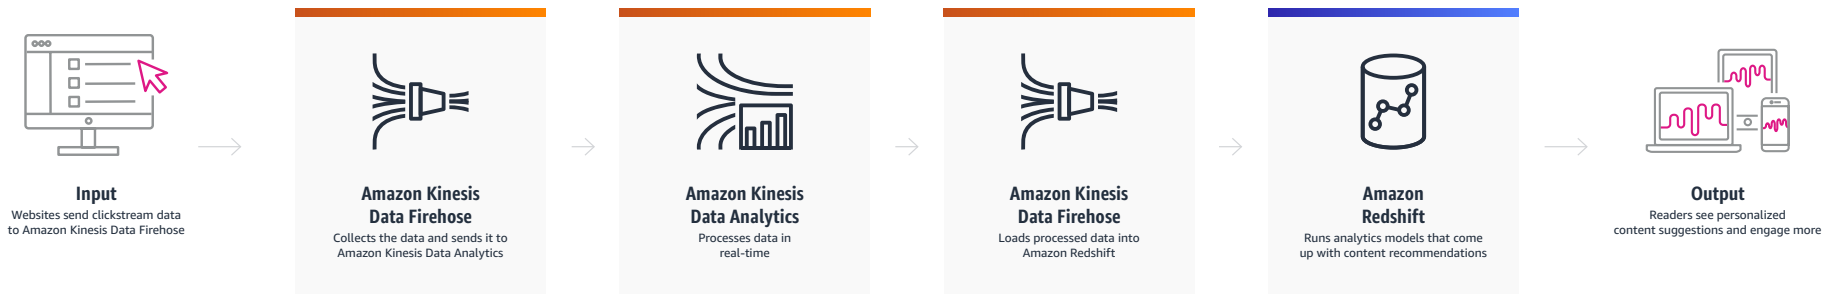 Input
Websites send clickstream data
to Amazon Kinesis Data Firehose
Amazon Kinesis
Data Firehose
Collects the data and sends it to
Amazon Kinesis Data Analytics
Amazon Kinesis
Data Analytics
Processes data in
real-time
Amazon Kinesis
Data Firehose
Loads processed data into
Amazon Redshift
Amazon
Redshift
Runs analytics models that come
up with content recommendations
Output
Readers see personalized
content suggestions and engage more